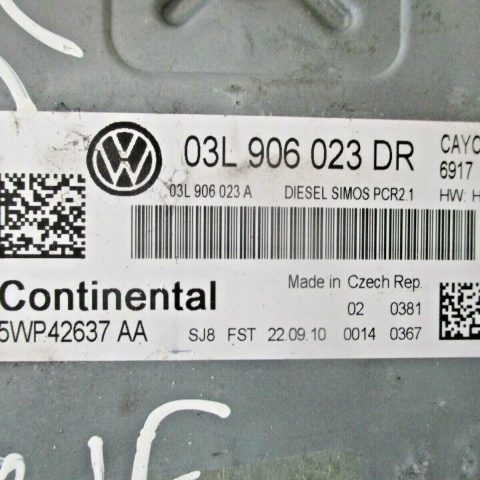 03L 906 023 DR CAYC
03L 906 023 A DIESEL SIMOS PCR2.1 6917
HW: H
Continental
Made in Czech Rep.
02 0381
5WP42637 AA SJ8 FST 22.09.10 0014 0367